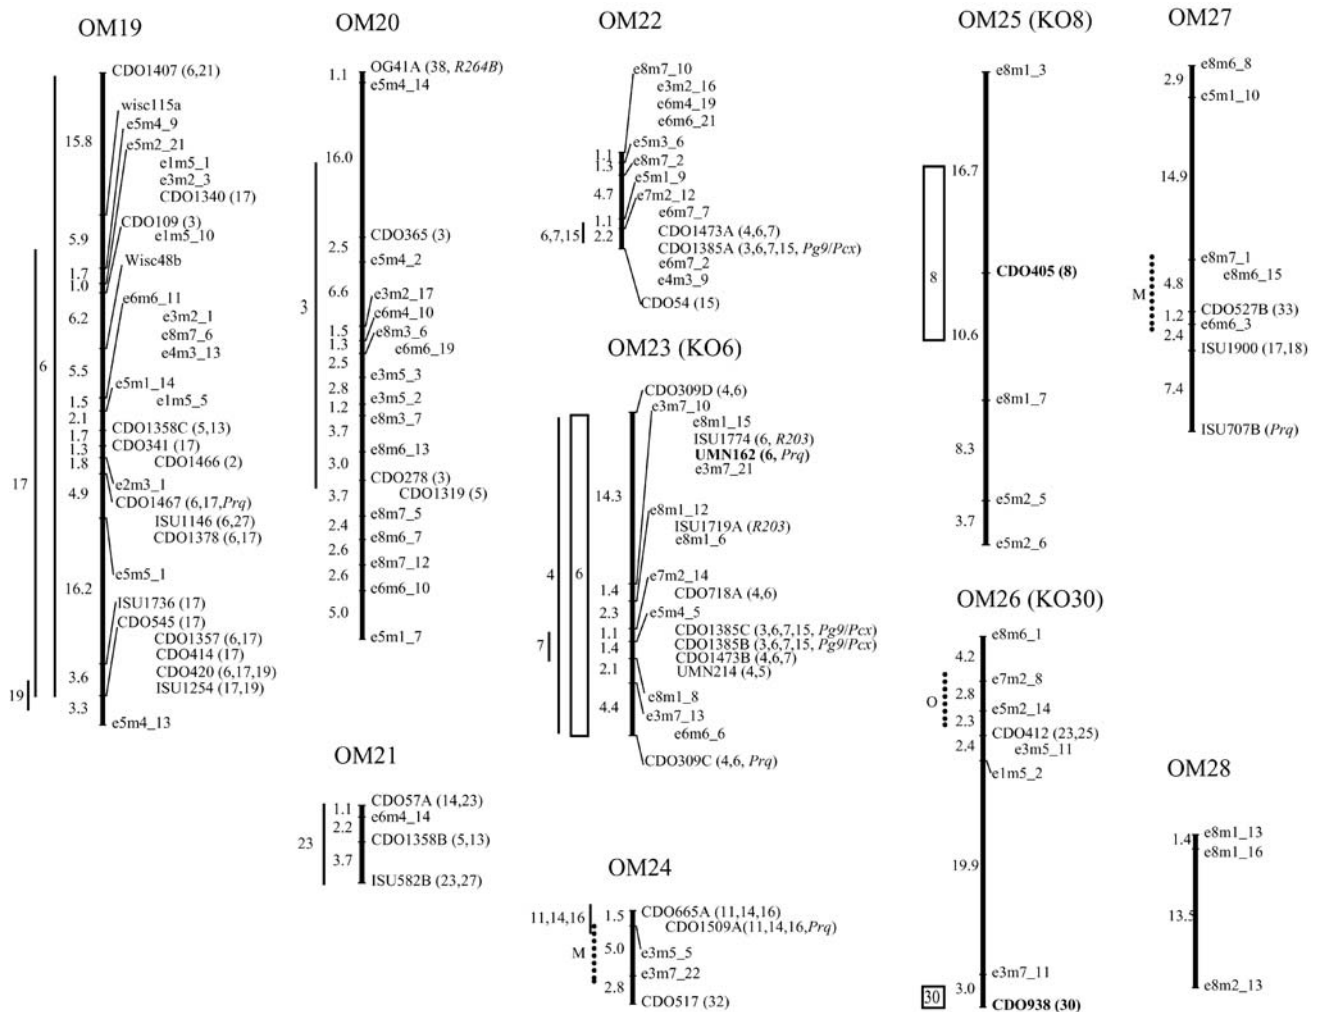 OM19
CDO1407 (6,21)
wisc115a
15.8
e5m4_9
e5m2_21
e1m5_1
e3m2_3
CDO1340 (17)
CDO109 (3)
5.9
e1m5_10
Wisc48b
1.7
1.0
e6m6_11
6.2
e3m2_1
e8m7_6
e4m3_13
6
5.5
e5m1_14
1.5
e1m5_5
2.1
CDO1358C (5,13)
1.7
CDO341 (17)
1.3
CDO1466 (2)
1.8
17
e2m3_1
4.9
CDO1467 (6,17,Prq)
ISU1146 (6,27)
CDO1378 (6,17)
e5m5_1
16.2
ISU1736 (17)
CDO545 (17)
CDO1357 (6,17)
CDO414 (17)
3.6
CDO420 (6,17,19)
19
ISU1254 (17,19)
3.3
e5m4_13
OM20
OG41A (38, R264B)
1.1
e5m4_14
16.0
CDO365 (3)
2.5
e5m4_2
6.6
e3m2_17
3
e6m4_10
1.5
e8m3_6
1.3
e6m6_19
2.5
e3m5_3
2.8
e3m5_2
1.2
e8m3_7
3.7
e8m6_13
3.0
CDO278 (3)
3.7
CDO1319 (5)
e8m7_5
2.4
e8m6_7
2.6
e8m7_12
2.6
e6m6_10
5.0
e5m1_7
OM21
CDO57A (14,23)
1.1
e6m4_14
2.2
23
CDO1358B (5,13)
3.7
ISU582B (23,27)
OM22
e8m7_10
e3m2_16
e6m4_19
e6m6_21
e5m3_6
1.1
e8m7_2
1.3
e5m1_9
4.7
e7m2_12
e6m7_7
1.1
CDO1473A (4,6,7)
6,7,15
2.2
CDO1385A (3,6,7,15, Pg9/Pcx)
e6m7_2
e4m3_9
CDO54 (15)
OM23 (KO6)
CDO309D (4,6)
e3m7_10
e8m1_15
ISU1774 (6, R203)
UMN162 (6, Prq)
e3m7_21
14.3
e8m1_12
ISU1719A (R203)
e8m1_6
4
6
e7m2_14
1.4
CDO718A (4,6)
2.3
e5m4_5
1.1
CDO1385C (3,6,7,15, Pg9/Pcx)
7
1.4
CDO1385B (3,6,7,15, Pg9/Pcx)
CDO1473B (4,6,7)
2.1
UMN214 (4,5)
e8m1_8
4.4
e3m7_13
e6m6_6
CDO309C (4,6, Prq)
OM24
11,14,16
1.5
CDO665A (11,14,16)
CDO1509A(11,14,16,Prq)
M
5.0
e3m5_5
e3m7_22
2.8
CDO517 (32)
OM25 (KO8)
e8m1_3
16.7
8
CDO405 (8)
10.6
e8m1_7
8.3
e5m2_5
3.7
e5m2_6
OM26 (KO30)
e8m6_1
4.2
e7m2_8
O
2.8
e5m2_14
2.3
CDO412 (23,25)
2.4
e3m5_11
e1m5_2
19.9
e3m7_11
30
3.0
CDO938 (30)
OM27
e8m6_8
2.9
e5m1_10
14.9
e8m7_1
e8m6_15
M
4.8
CDO527B (33)
1.2
e6m6_3
2.4
ISU1900 (17,18)
7.4
ISU707B (Prq)
OM28
e8m1_13
1.4
e8m1_16
13.5
e8m2_13